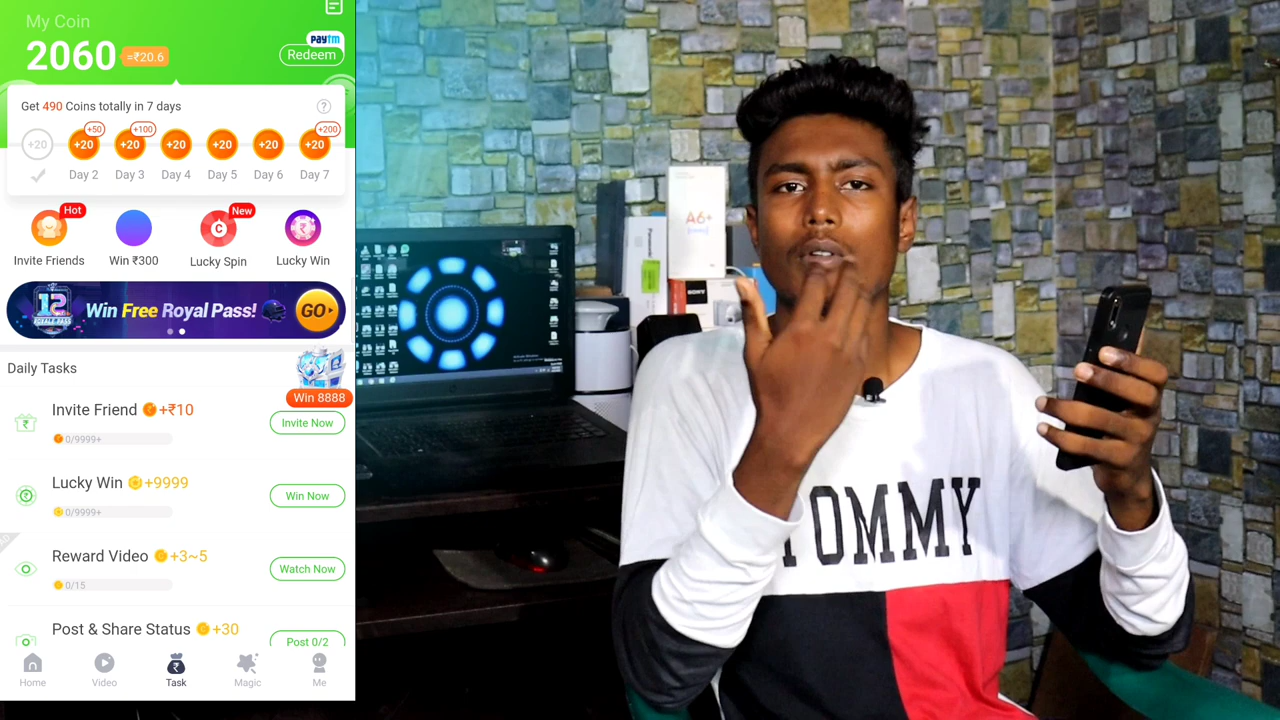 My Coin
2060 =₹20.6
Paytm
Redeem
Get 490 Coins totally in 7 days ?
+50 +100 +200
+20 +20 +20 +20 +20 +20 +20
Day 2 Day 3 Day 4 Day 5 Day 6 Day 7
Hot New
Invite Friends Win ₹300 Lucky Spin Lucky Win
12 Win Free Royal Pass! GO
Daily Tasks
Win 8888
Invite Friend +₹10
Invite Now
0/9999+
Lucky Win +9999
Win Now
0/9999+
AD
Reward Video +3~5
Watch Now
0/15
Post & Share Status +30
Post 0/2
Home Video Task Magic Me
A6+
Panasonic
SONY
TOMMY